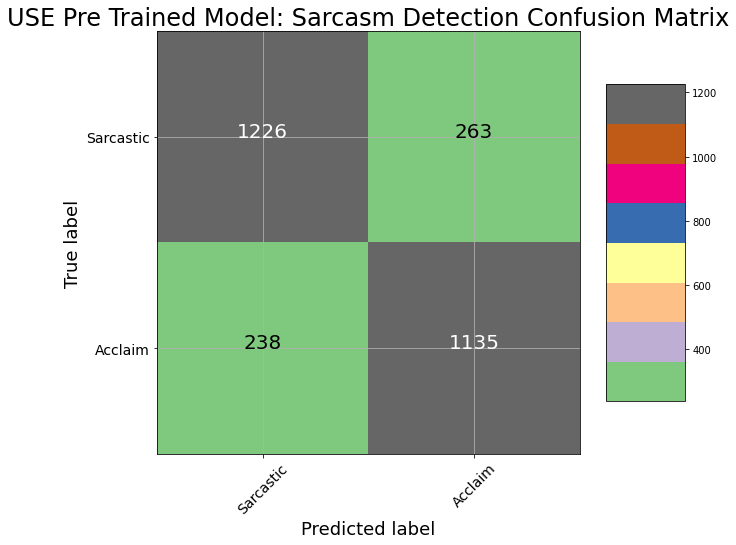 USE Pre Trained Model: Sarcasm Detection Confusion Matrix
1200
Sarcastic 1226 263
1000
800
True label
600
Acclaim 238 1135
400
Sarcastic Acclaim
Predicted label